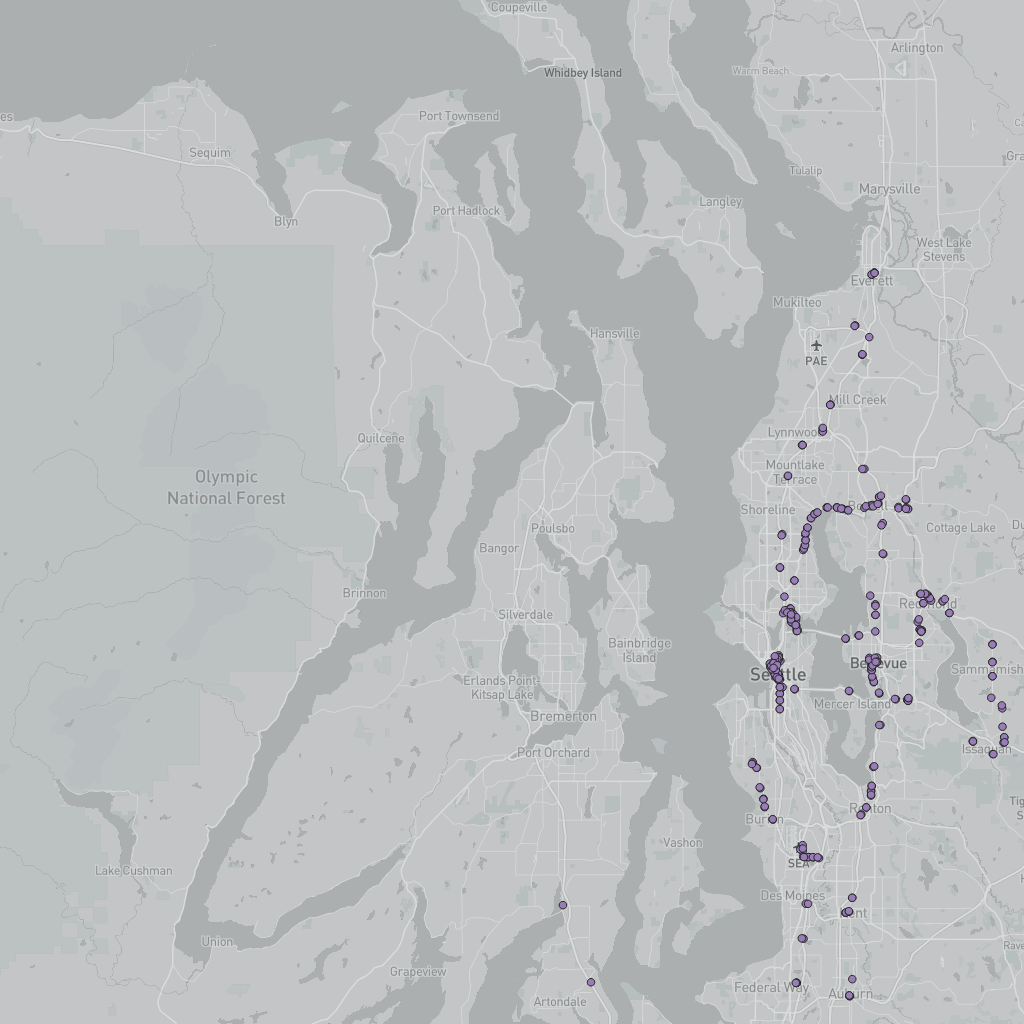 Coupeville
Arlington
Whidbey Island
Warm Beach
Port Townsend
Sequim
Tulalip
Marysville
Langley
Port Hadlock
Blyn
West Lake
Stevens
Everett
Mukilteo
Hansville
PAE
Mill Creek
Lynnwood
Quilcene
Mountlake
Terrace
Olympic
National Forest
Shoreline
Cottage Lake
Poulsbo
Bangor
Brinnon
Redmond
Silverdale
Bainbridge
Island
Bellevue
Sammamish
Seattle
Erlands Point-
Kitsap Lake
Mercer Island
Bremerton
Issaquah
Port Orchard
Renton
Burien
Vashon
SEA
Lake Cushman
Des Moines
Kent
Union
Grapeview
Federal Way
Auburn
Artondale